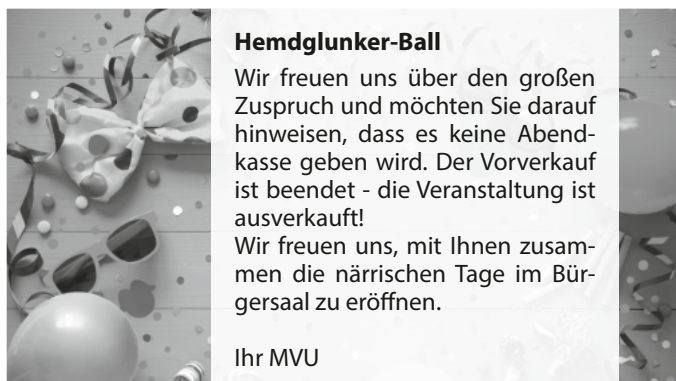 Hemdglunker-Ball
Wir freuen uns über den großen
Zuspruch und möchten Sie darauf
hinweisen, dass es keine Abend-
kasse geben wird. Der Vorverkauf
ist beendet - die Veranstaltung ist
ausverkauft!
Wir freuen uns, mit Ihnen zusam-
men die närrischen Tage im Bür-
gersaal zu eröffnen.
Ihr MVU